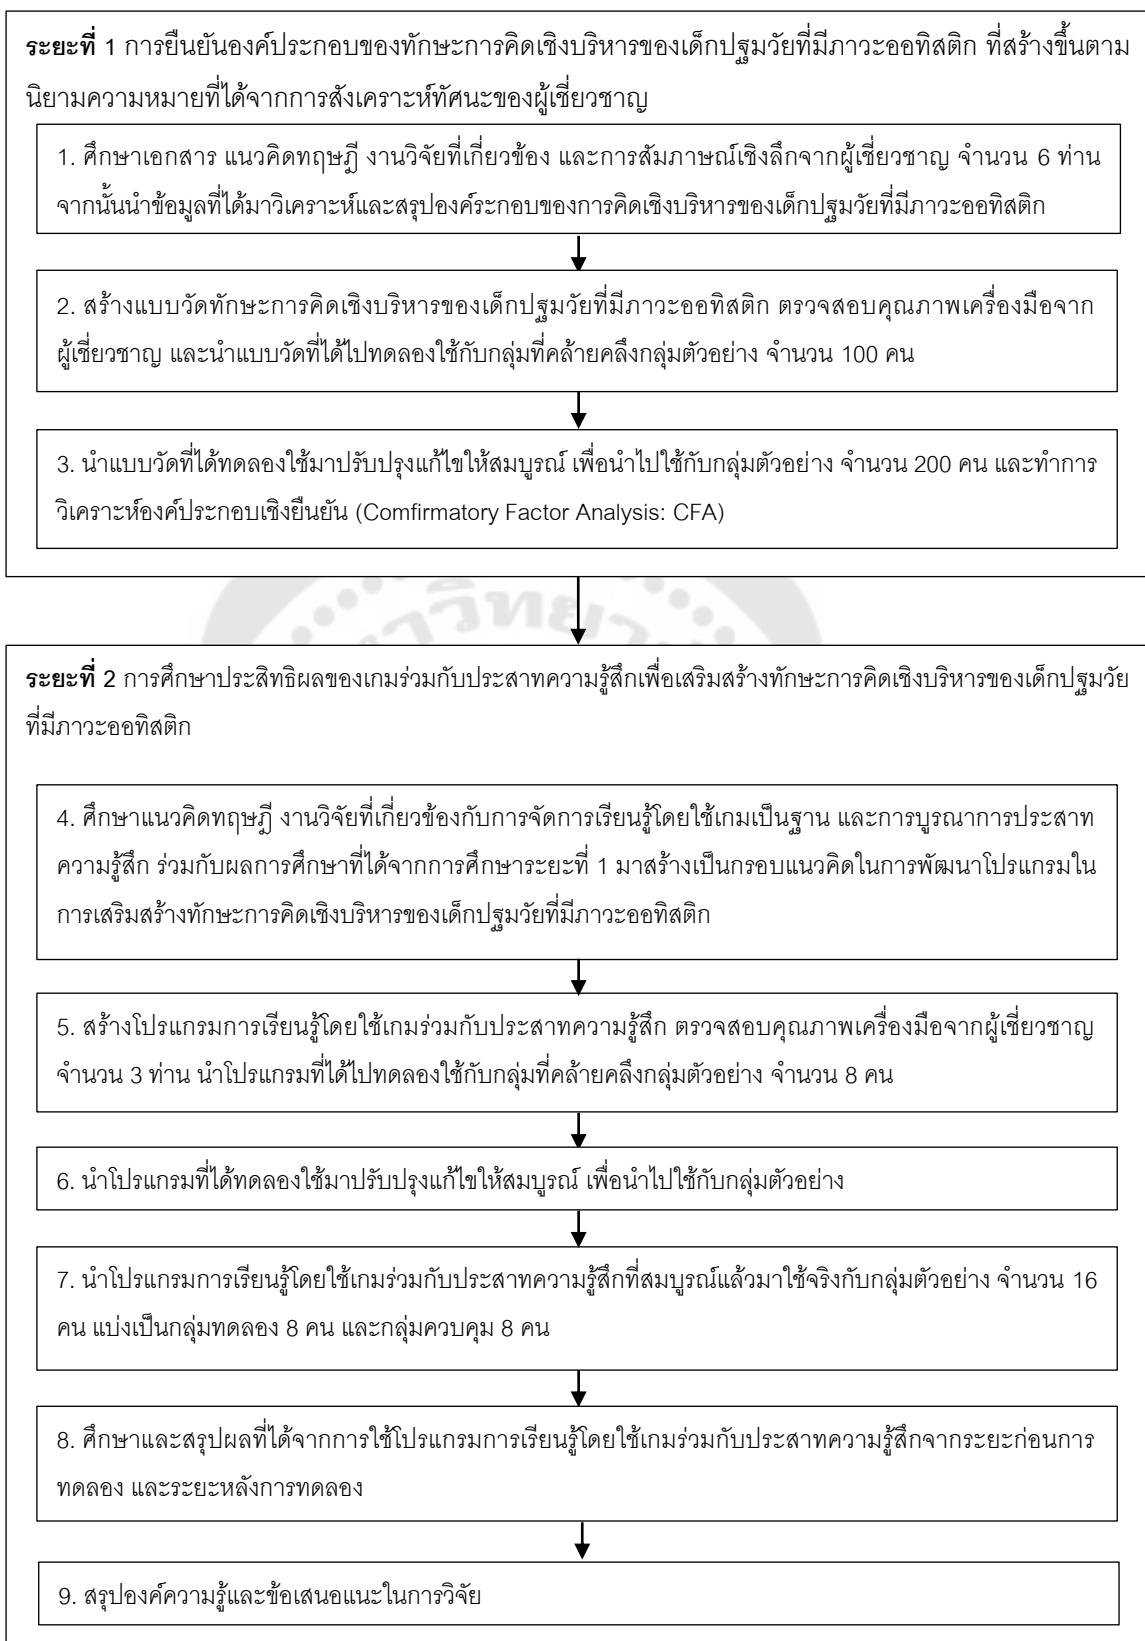 ระยะที่ 1 การยืนยันองค์ประกอบของทักษะการคิดเชิงบริหารของเด็กปฐมวัยที่มีภาวะออทิสติก ที่สร้างขึ้นตาม
นิยามความหมายที่ได้จากการสังเคราะห์ทัศนะของผู้เชี่ยวชาญ
1. ศึกษาเอกสาร แนวคิดทฤษฎี งานวิจัยที่เกี่ยวข้อง และการสัมภาษณ์เชิงลึกจากผู้เชี่ยวชาญ จำนวน 6 ท่าน
จากนั้นนำข้อมูลที่ได้มาวิเคราะห์และสรุปองค์ระกอบของการคิดเชิงบริหารของเด็กปฐมวัยที่มีภาวะออทิสติก
2. สร้างแบบวัดทักษะการคิดเชิงบริหารของเด็กปฐมวัยที่มีภาวะออทิสติก ตรวจสอบคุณภาพเครื่องมือจาก
ผู้เชี่ยวชาญ และนำแบบวัดที่ได้ไปทดลองใช้กับกลุ่มที่คล้ายคลึงกลุ่มตัวอย่าง จำนวน 100 คน
3. นำแบบวัดที่ได้ทดลองใช้มาปรับปรุงแก้ไขให้สมบูรณ์ เพื่อนำไปใช้กับกลุ่มตัวอย่าง จำนวน 200 คน และทำการ
วิเคราะห์องค์ประกอบเชิงยืนยัน (Comfirmatory Factor Analysis: CFA)
าวิทยา
ระยะที่ 2 การศึกษาประสิทธิผลของเกมร่วมกับประสาทความรู้สึกเพื่อเสริมสร้างทักษะการคิดเชิงบริหารของเด็กปฐมวัย
ที่มีภาวะออทิสติก
4. ศึกษาแนวคิดทฤษฎี งานวิจัยที่เกี่ยวข้องกับการจัดการเรียนรู้โดยใช้เกมเป็นฐาน และการบูรณาการประสาท
ความรู้สึก ร่วมกับผลการศึกษาที่ได้จากการศึกษาระยะที่ 1 มาสร้างเป็นกรอบแนวคิดในการพัฒนาโปรแกรมใน
การเสริมสร้างทักษะการคิดเชิงบริหารของเด็กปฐมวัยที่มีภาวะออทิสติก
5. สร้างโปรแกรมการเรียนรู้โดยใช้เกมร่วมกับประสาทความรู้สึก ตรวจสอบคุณภาพเครื่องมือจากผู้เชี่ยวชาญ
จำนวน 3 ท่าน นำโปรแกรมที่ได้ไปทดลองใช้กับกลุ่มที่คล้ายคลึงกลุ่มตัวอย่าง จำนวน 8 คน
6. นำโปรแกรมที่ได้ทดลองใช้มาปรับปรุงแก้ไขให้สมบูรณ์ เพื่อนำไปใช้กับกลุ่มตัวอย่าง
7. นำโปรแกรมการเรียนรู้โดยใช้เกมร่วมกับประสาทความรู้สึกที่สมบูรณ์แล้วมาใช้จริงกับกลุ่มตัวอย่าง จำนวน 16
คน แบ่งเป็นกลุ่มทดลอง 8 คน และกลุ่มควบคุม 8 คน
8. ศึกษาและสรุปผลที่ได้จากการใช้โปรแกรมการเรียนรู้โดยใช้เกมร่วมกับประสาทความรู้สึกจากระยะก่อนการ
ทดลอง และระยะหลังการทดลอง
9. สรุปองค์ความรู้และข้อเสนอแนะในการวิจัย